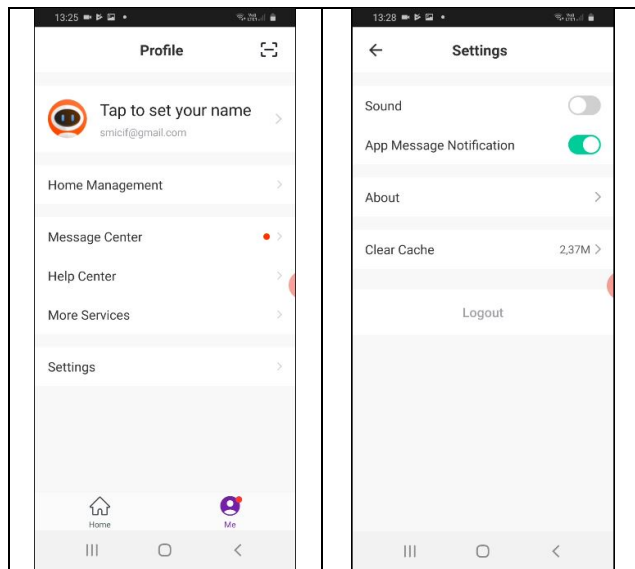 13:25
Profile
Tap to set your name
smicif@gmail.com
Home Management
Message Center
Help Center
More Services
Settings
Home
Me
13:28
Settings
Sound
App Message Notification
About
Clear Cache 2,37M
Logout